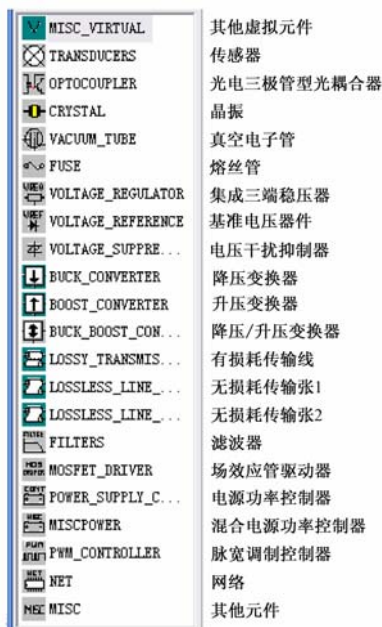 MISC_VIRTUAL 其他虚拟元件
TRANSDUCERS 传感器
OPTOCOUPLER 光电三极管型光耦合器
CRYSTAL 晶振
VACUUM_TUBE 真空电子管
FUSE 熔丝管
VOLTAGE_REGULATOR 集成三端稳压器
VREF VOLTAGE_REFERENCE 基准电压器件
VOLTAGE_SUPPRE... 电压干扰抑制器
BUCK_CONVERTER 降压变换器
BOOST_CONVERTER 升压变换器
BUCK_BOOST_CON... 降压/升压变换器
LOSSY_TRANSMIS... 有损耗传输线
LOSSLESS_LINE_... 无损耗传输张1
LOSSLESS_LINE_... 无损耗传输张2
FILTERS 滤波器
MOSFET_DRIVER 场效应管驱动器
POWER_SUPPLY_C... 电源功率控制器
MISCPOWER 混合电源功率控制器
PWM PWM_CONTROLLER 脉宽调制控制器
NET NET 网络
MISC MISC 其他元件